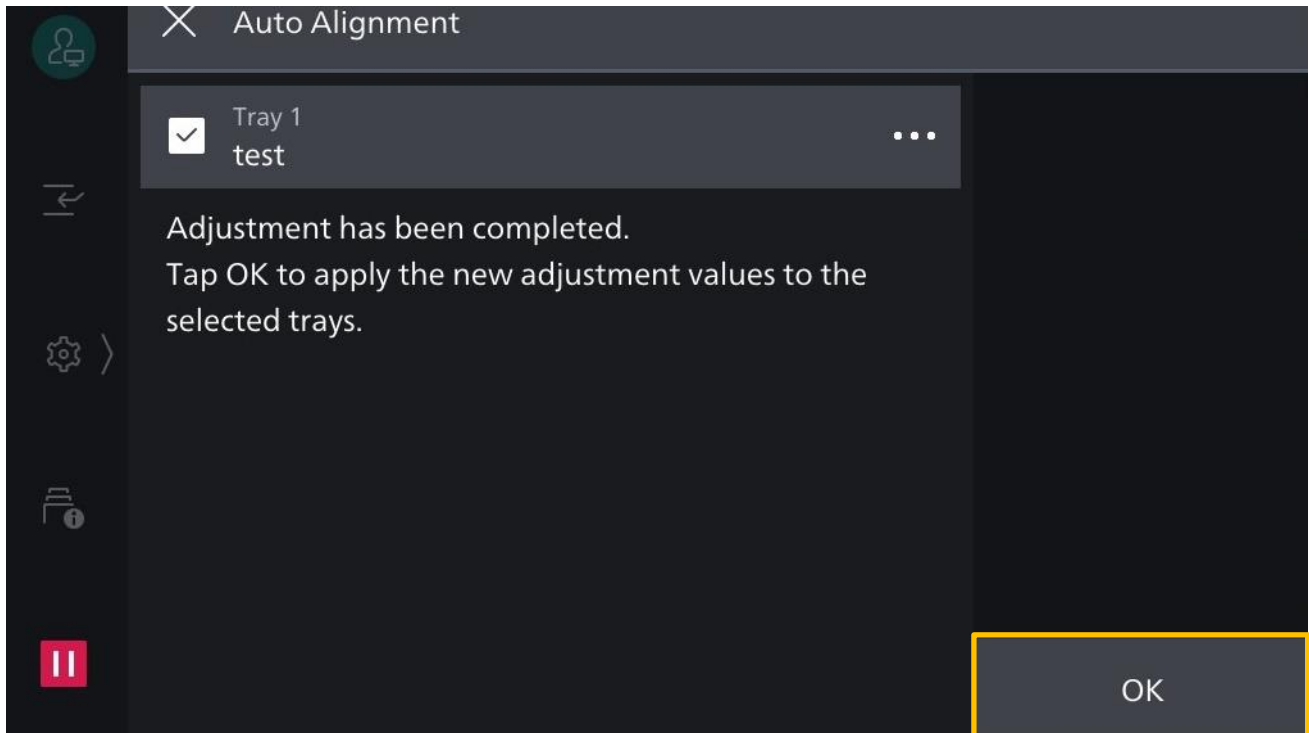 Auto Alignment
Tray 1
test
Adjustment has been completed.
Tap OK to apply the new adjustment values to the
selected trays.
OK